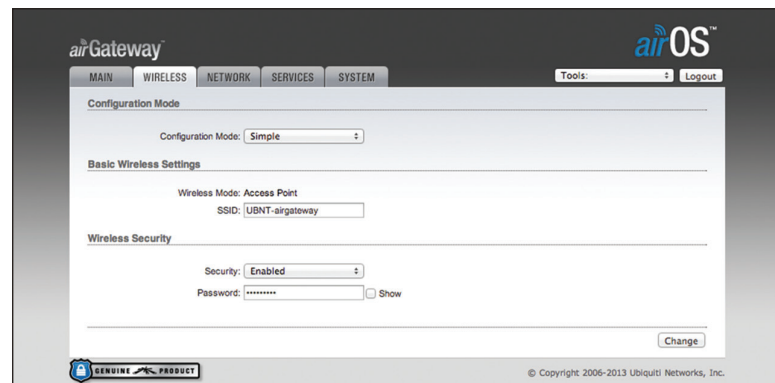 airGateway™
airOS™
MAIN WIRELESS NETWORK SERVICES SYSTEM Tools: Logout
Configuration Mode
Configuration Mode: Simple
Basic Wireless Settings
Wireless Mode: Access Point
SSID: UBNT-airgateway
Wireless Security
Security: Enabled
Password: ••••••••• Show
Change
GENUINE PRODUCT
© Copyright 2006-2013 Ubiquiti Networks, Inc.